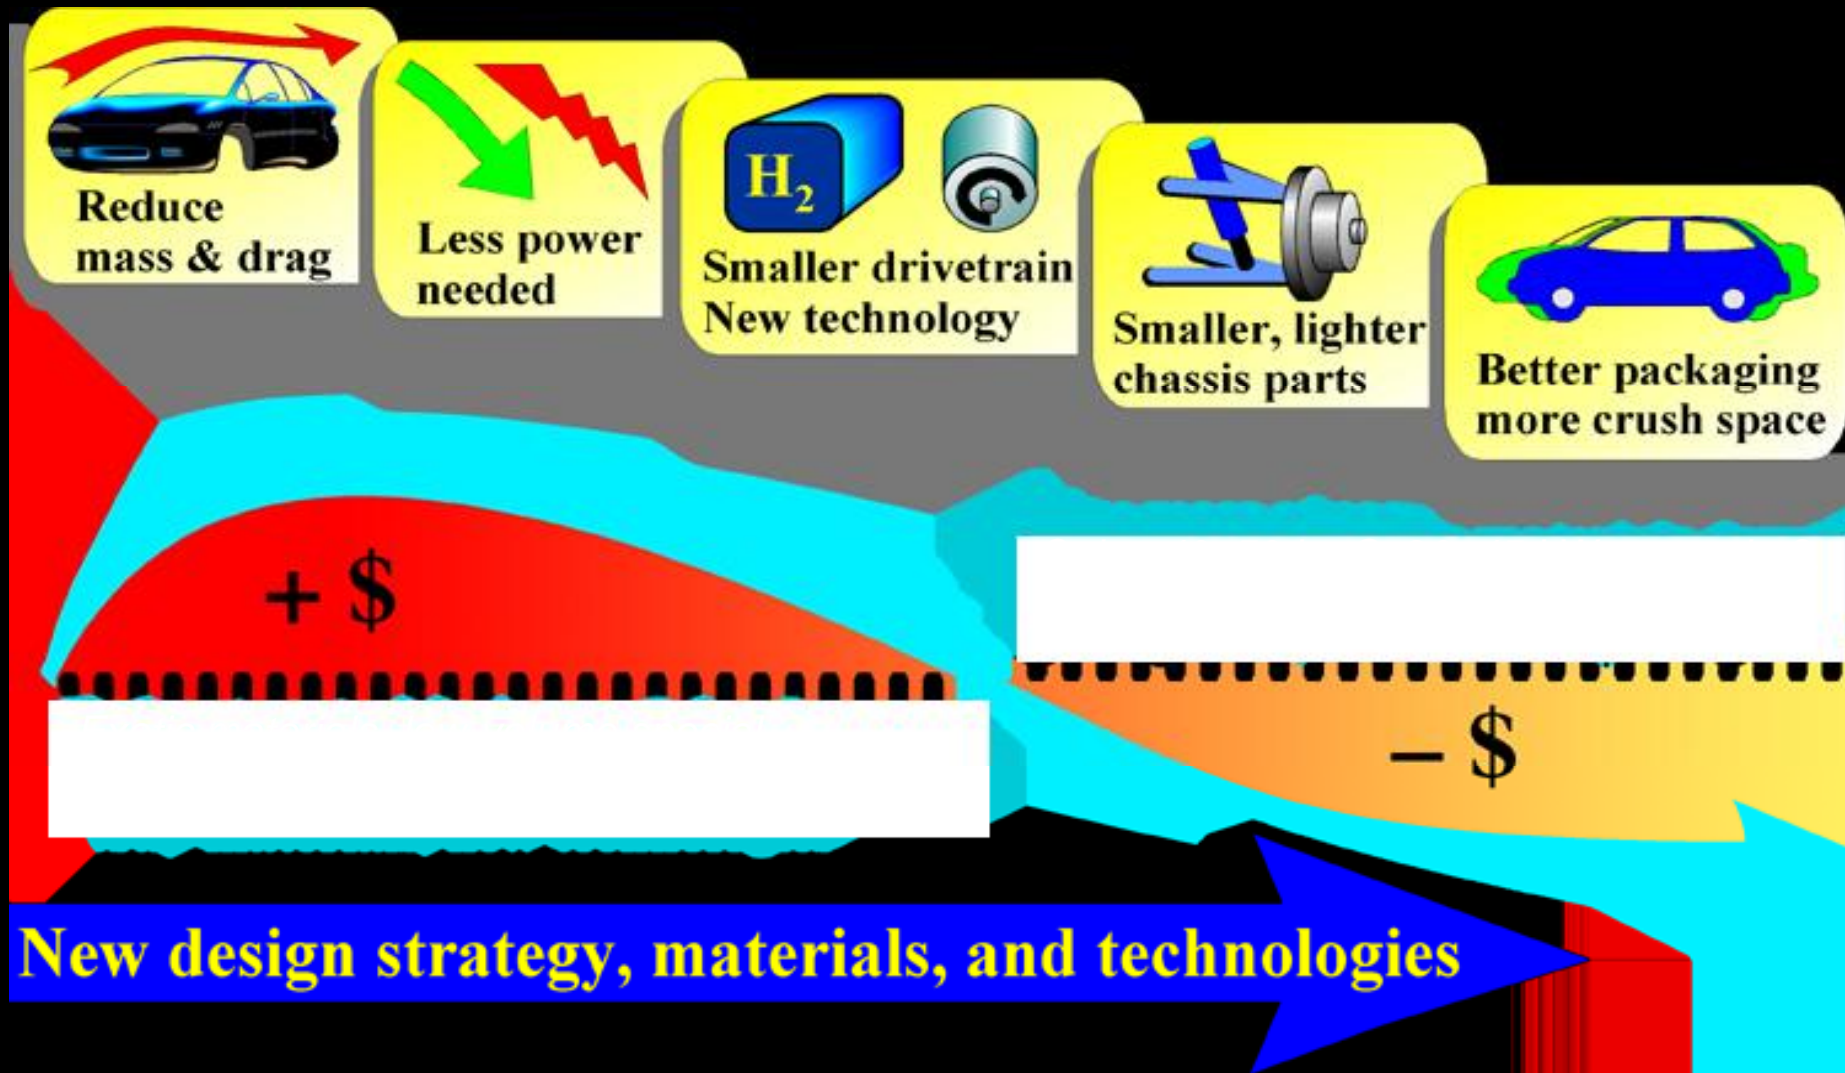 Reduce
mass & drag
Less power
needed
H₂
Smaller drivetrain
New technology
Smaller, lighter
chassis parts
Better packaging
more crush space
+ $
– $
New design strategy, materials, and technologies